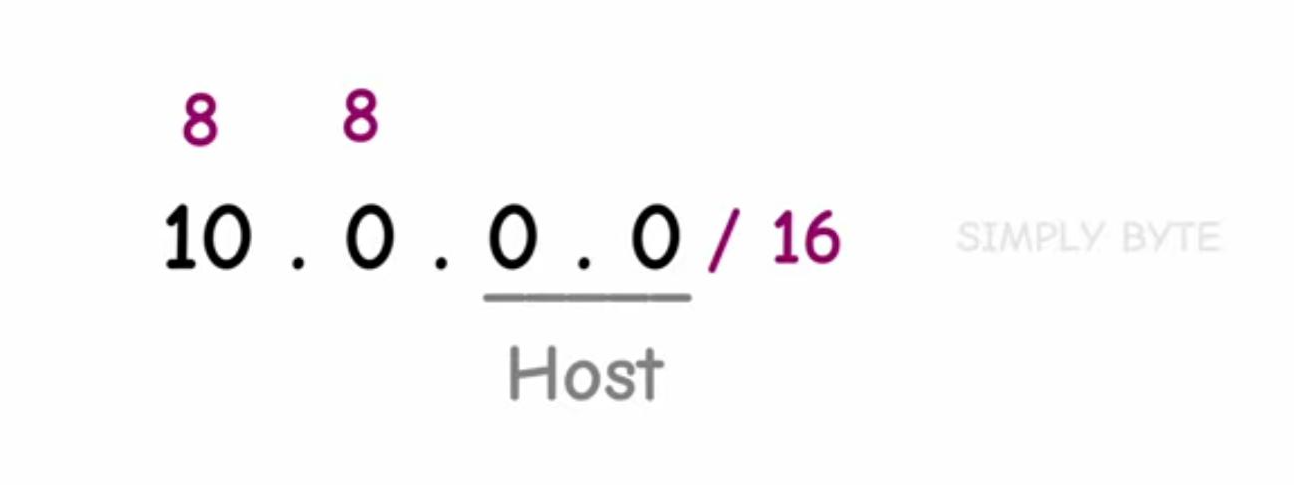 8 8
10 . 0 . 0 . 0 / 16
SIMPLY BYTE
Host